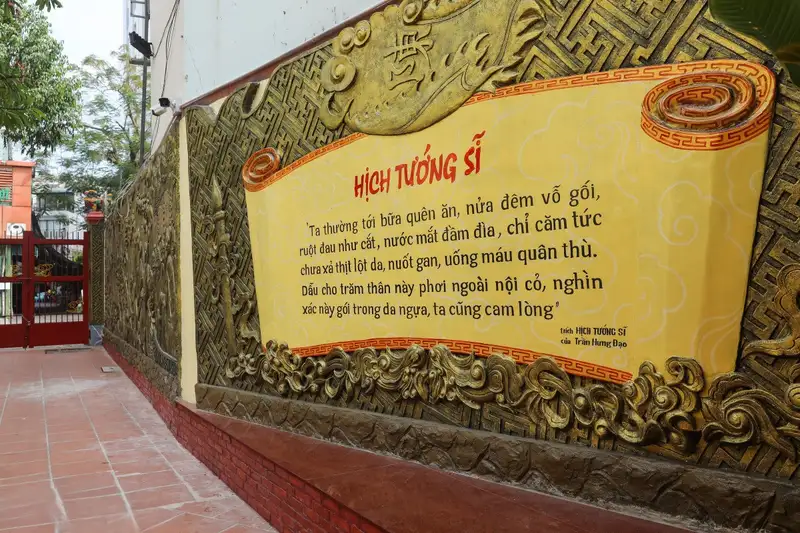 HỊCH TƯỚNG SĨ
"Ta thường tới bữa quên ăn, nửa đêm vỗ gối,
ruột đau như cắt, nước mắt đầm đìa, chỉ căm tức
chưa xả thịt lột da, nuốt gan, uống máu quân thù.
Dẫu cho trăm thân này phơi ngoài nội cỏ, nghìn
xác này gói trong da ngựa, ta cũng cam lòng"
trích HỊCH TƯỚNG SĨ
của Trần Hưng Đạo